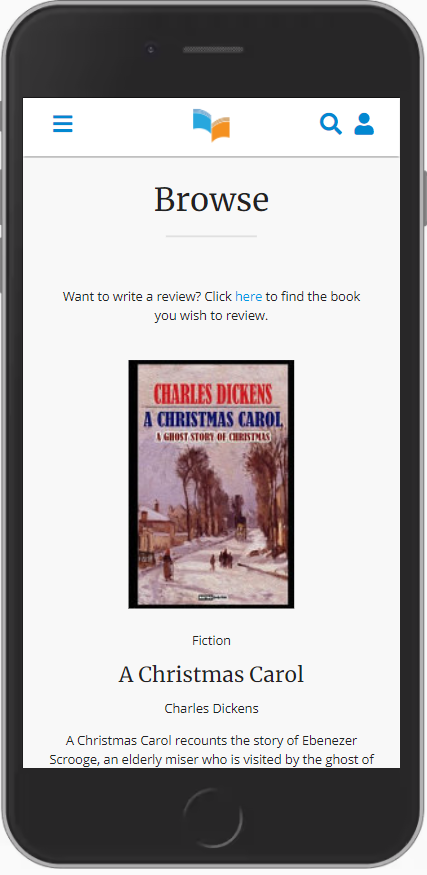 Browse
Want to write a review? Click here to find the book
you wish to review.
CHARLES DICKENS
A CHRISTMAS CAROL
A GHOST STORY OF CHRISTMAS
Fiction
A Christmas Carol
Charles Dickens
A Christmas Carol recounts the story of Ebenezer
Scrooge, an elderly miser who is visited by the ghost of